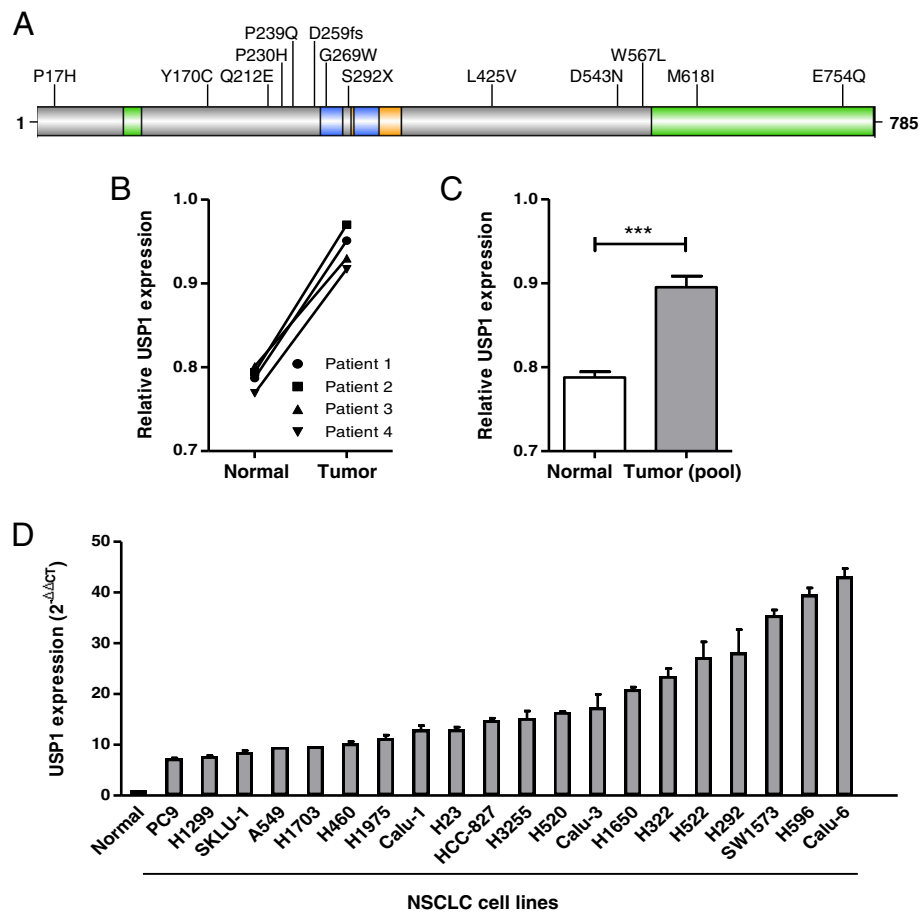 A
P239Q D259fs
P230H G269W W567L
P17H Y170C Q212E S292X L425V D543N M618I E754Q
1 785
B
Relative USP1 expression
1.0
0.9
0.8
0.7
Patient 1
Patient 2
Patient 3
Patient 4
Normal Tumor
C
Relative USP1 expression
1.0
0.9
0.8
0.7
***
Normal Tumor (pool)
D
USP1 expression (2-ΔΔCT)
50
40
30
20
10
0
Normal
PC9
H1299
SKLU-1
A549
H1703
H460
H1975
Calu-1
H23
HCC-827
H3255
H520
Calu-3
H1650
H322
H522
H292
SW1573
H596
Calu-6
NSCLC cell lines